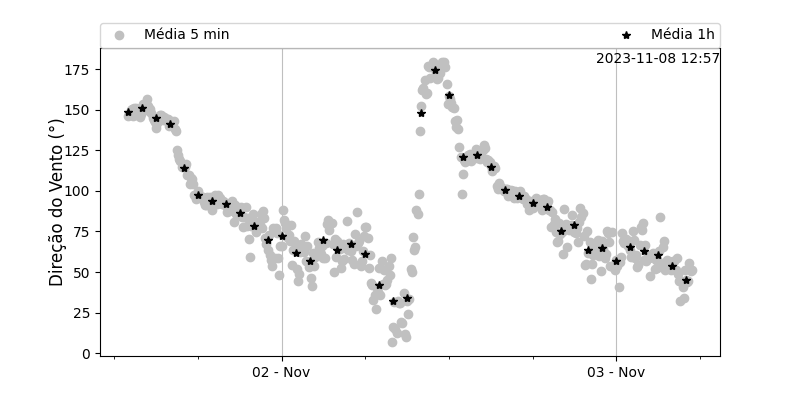 Média 5 min
Média 1h
2023-11-08 12:57
Direção do Vento (°)
175
150
125
100
75
50
25
0
02 - Nov
03 - Nov